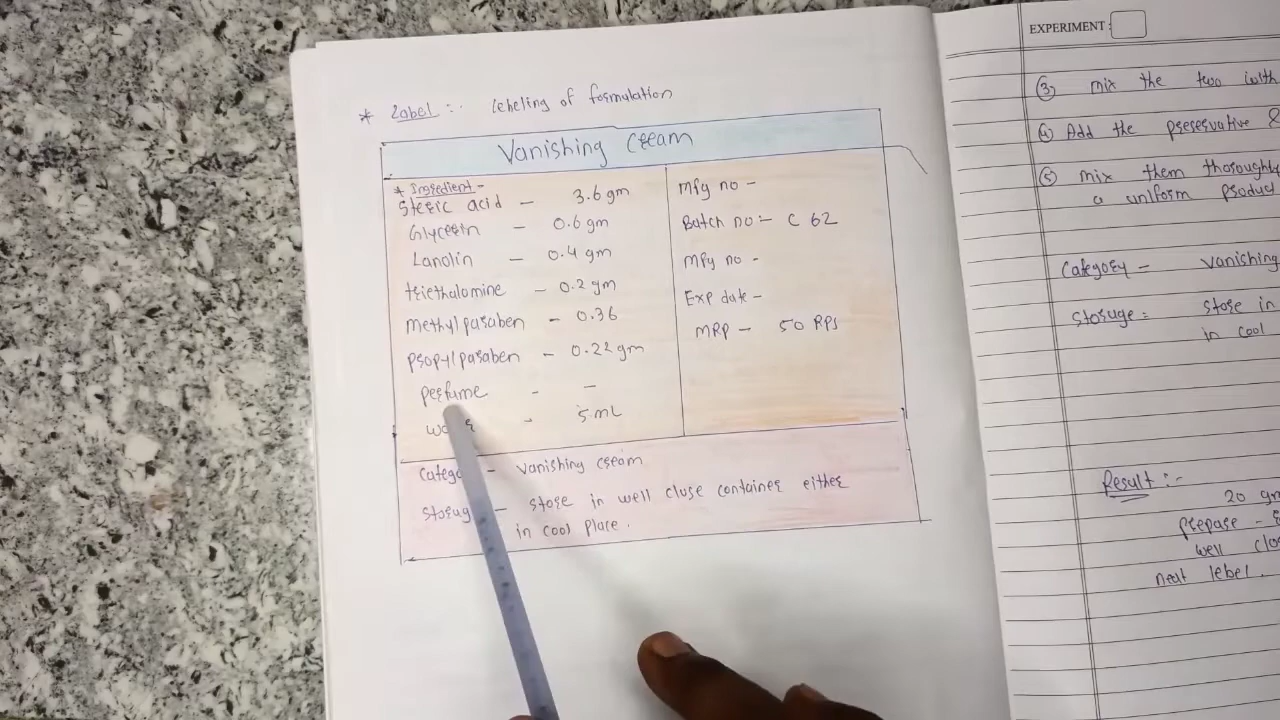 * Label :- Lebeling of formulation
Vanishing cream
* Ingredient -
Steric acid - 3.6 gm
Glycerin - 0.6 gm
Lanolin - 0.4 gm
triethalomine - 0.2 gm
Methyl paraben - 0.36
Propyl paraben - 0.22 gm
perfume - -
- 5 mL
Mfg no -
Batch no :- C 62
Mfg no -
Exp date -
MRP - 50 RPS
- Vanishing cream
- store in well close container either
in cool place.
EXPERIMENT :
③ mix the two with
④ Add the preservative &
⑤ mix them thoroughly
a uniform product
Category - Vanishing
Storuge : store in
in cool
Result :-
20 gm
prepare -
well
neat lebel.